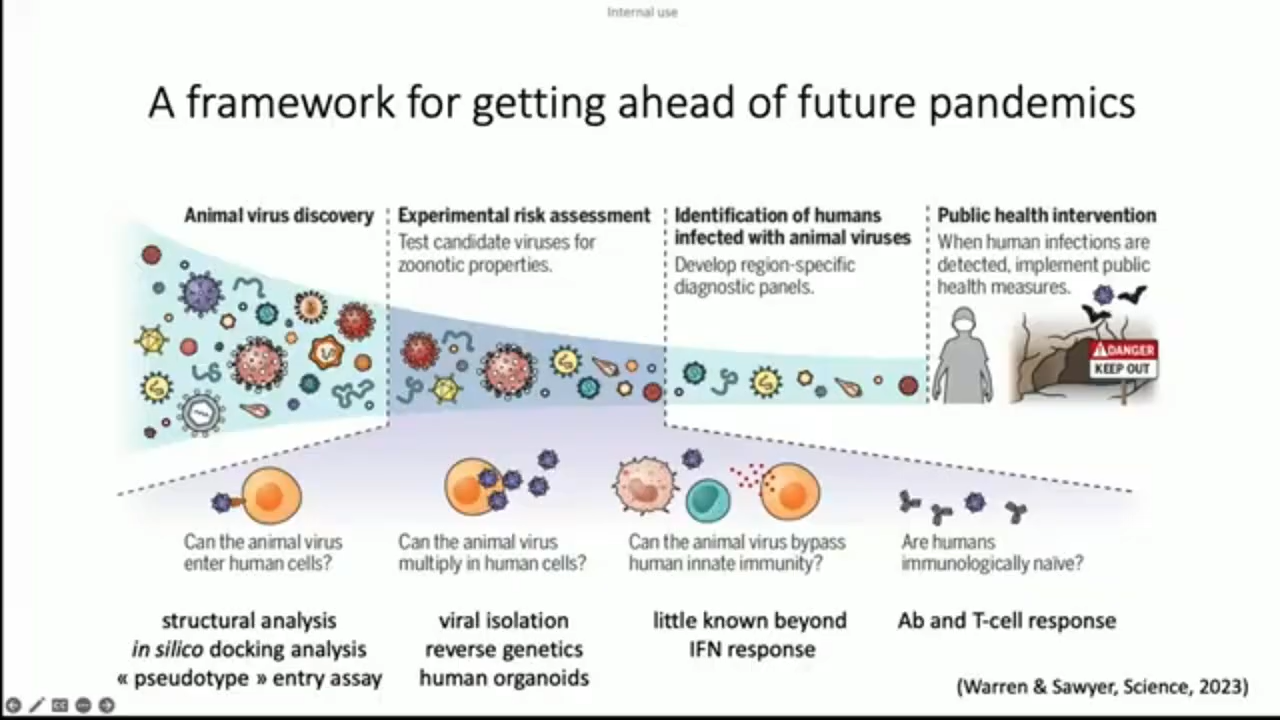 Internal use
A framework for getting ahead of future pandemics
Animal virus discovery
Experimental risk assessment
Test candidate viruses for
zoonotic properties.
Identification of humans
infected with animal viruses
Develop region-specific
diagnostic panels.
Public health intervention
When human infections are
detected, implement public
health measures.
DANGER
KEEP OUT
Can the animal virus
enter human cells?
Can the animal virus
multiply in human cells?
Can the animal virus bypass
human innate immunity?
Are humans
immunologically naïve?
structural analysis
in silico docking analysis
« pseudotype » entry assay
viral isolation
reverse genetics
human organoids
little known beyond
IFN response
Ab and T-cell response
(Warren & Sawyer, Science, 2023)